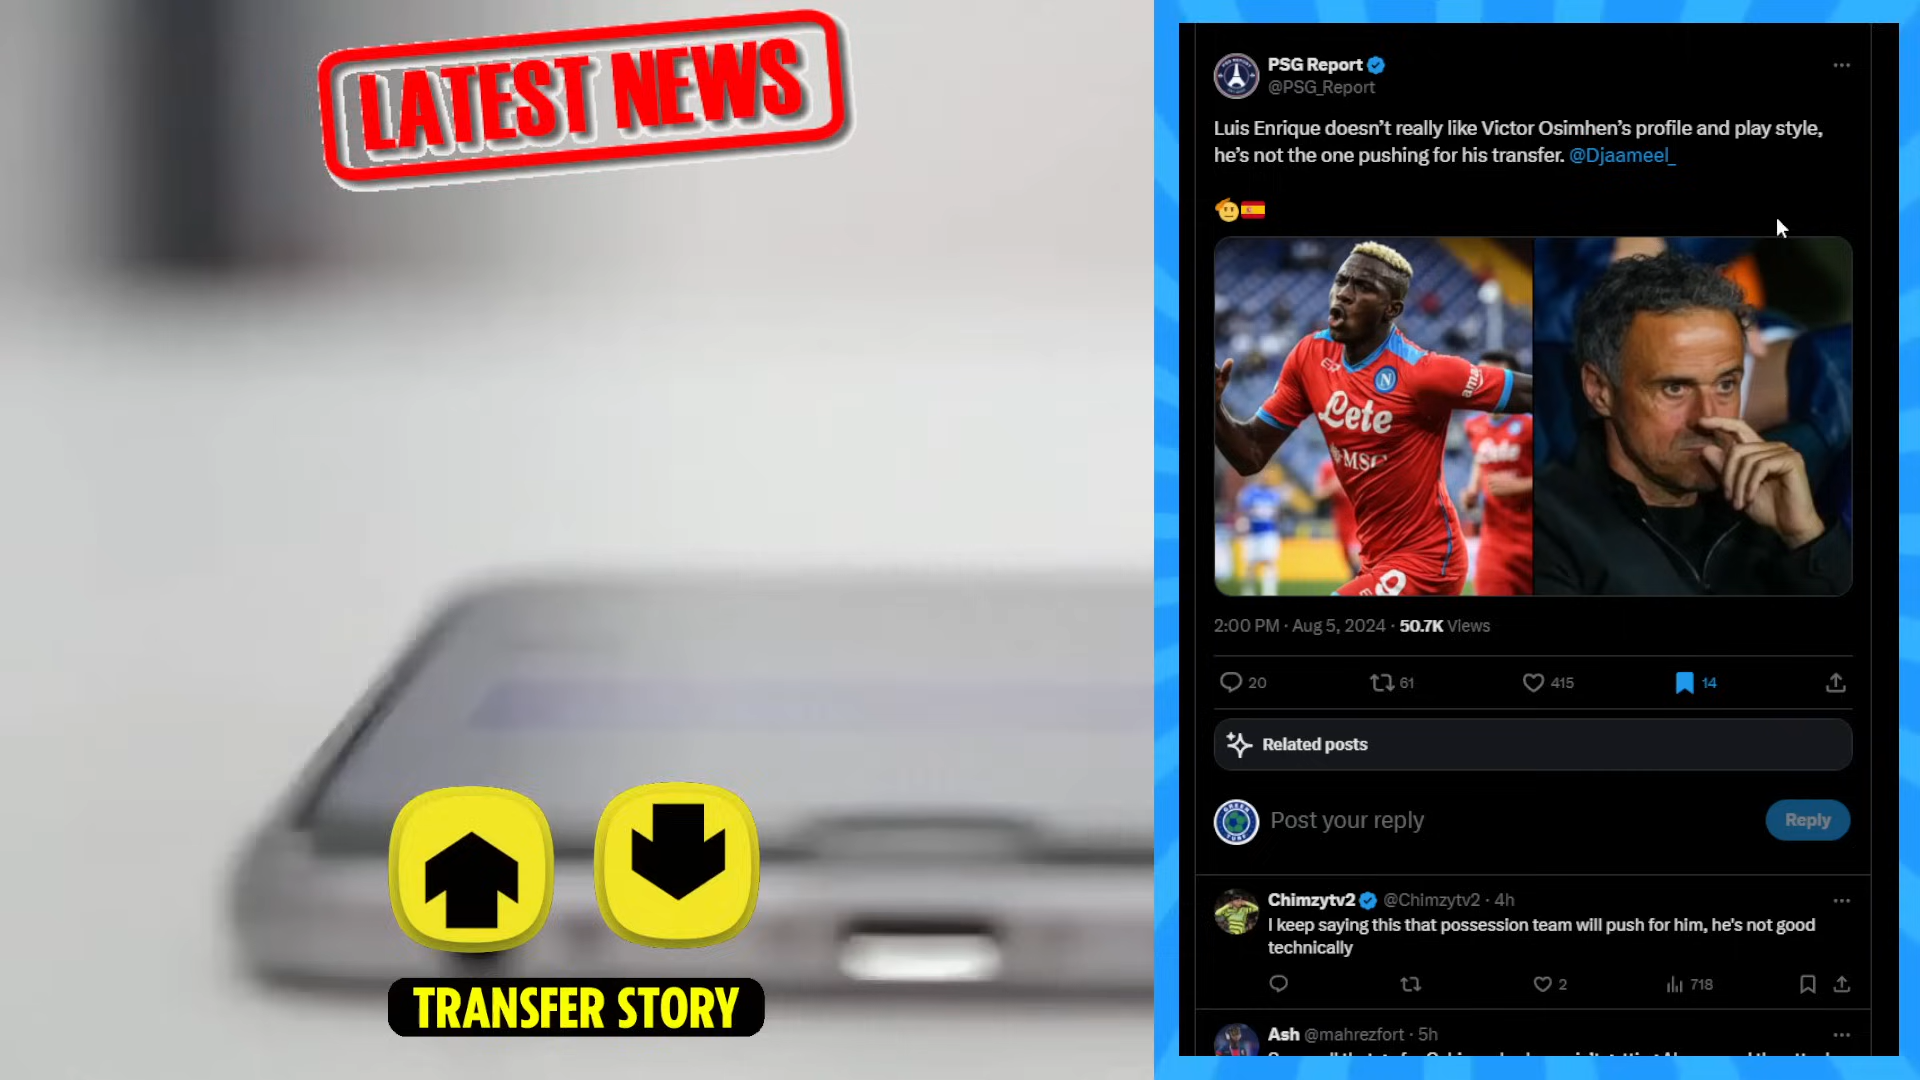 LATEST NEWS
TRANSFER STORY
PSG Report
@PSG_Report
Luis Enrique doesn’t really like Victor Osimhen’s profile and play style,
he’s not the one pushing for his transfer. @Djaameel_
Lete
MSC
N
2:00 PM · Aug 5, 2024 · 50.7K Views
20 61 415 14
Related posts
Post your reply
Reply
Chimzytv2 @Chimzytv2 · 4h
I keep saying this that possession team will push for him, he's not good
technically
2 718
Ash @mahrezfort · 5h